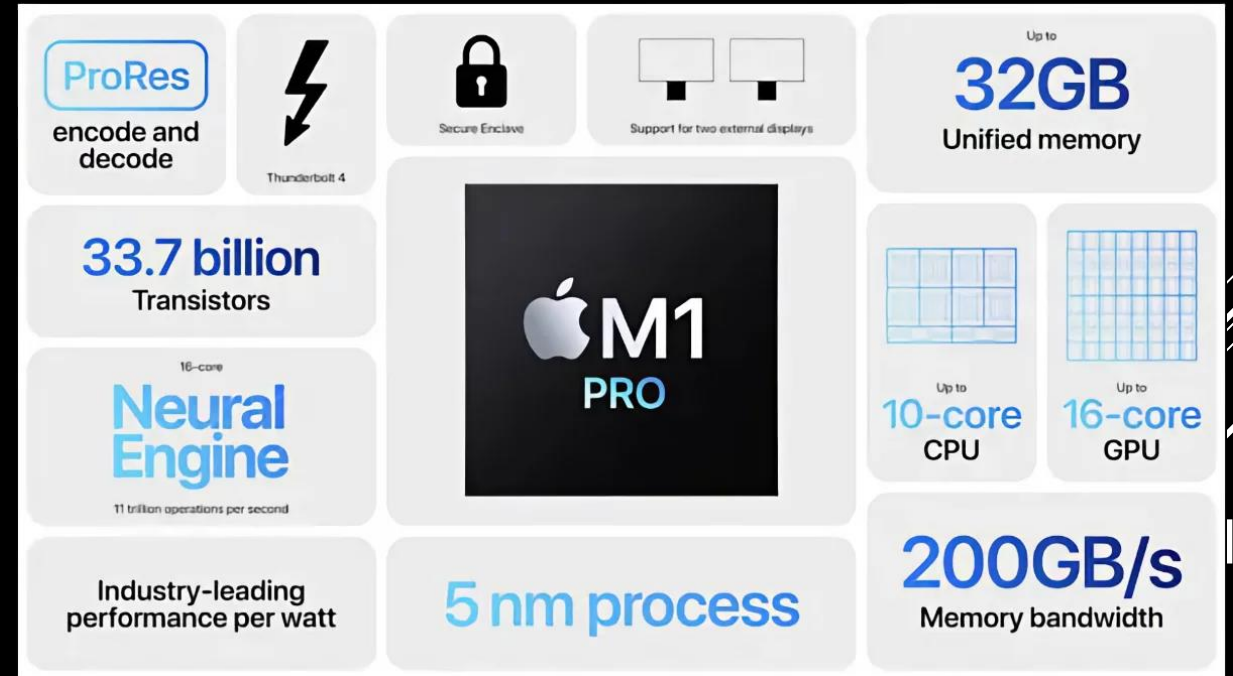 ProRes
encode and
decode
Thunderbolt 4
Secure Enclave
Support for two external displays
Up to
32GB
Unified memory
33.7 billion
Transistors
M1
PRO
Up to
10-core
CPU
Up to
16-core
GPU
16-core
Neural
Engine
11 trillion operations per second
Industry-leading
performance per watt
5 nm process
200GB/s
Memory bandwidth